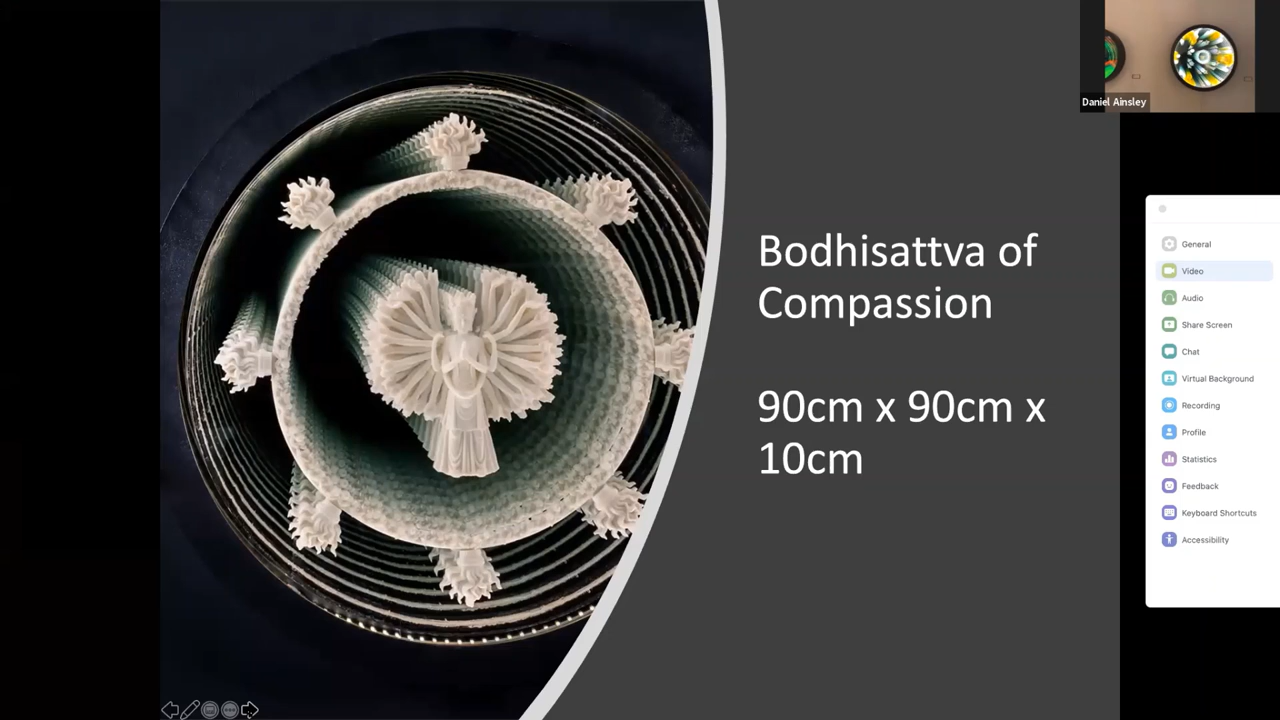 Bodhisattva of
Compassion
90cm x 90cm x
10cm
Daniel Ainsley
General
Video
Audio
Share Screen
Chat
Virtual Background
Recording
Profile
Statistics
Feedback
Keyboard Shortcuts
Accessibility